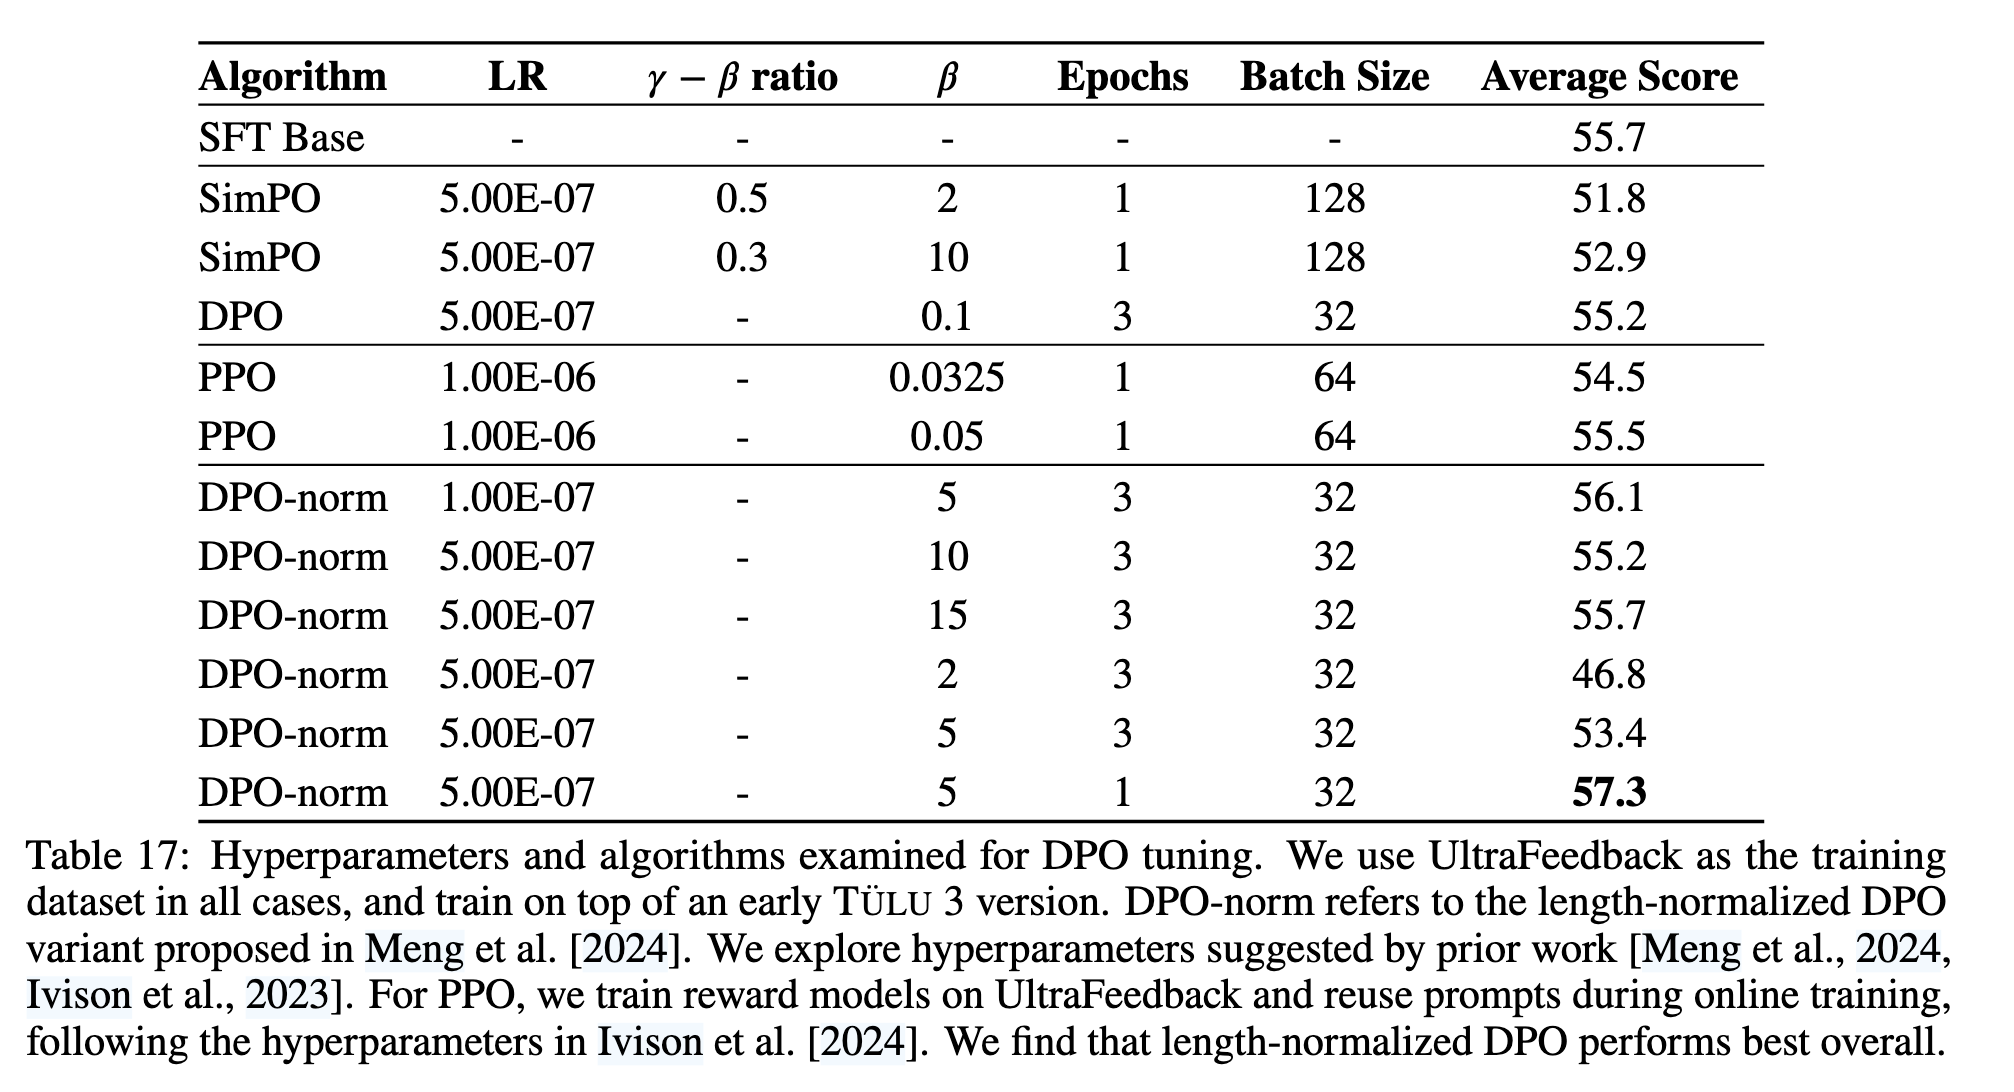 Algorithm LR γ − β ratio β Epochs Batch Size Average Score
SFT Base - - - - - 55.7
SimPO 5.00E-07 0.5 2 1 128 51.8
SimPO 5.00E-07 0.3 10 1 128 52.9
DPO 5.00E-07 - 0.1 3 32 55.2
PPO 1.00E-06 - 0.0325 1 64 54.5
PPO 1.00E-06 - 0.05 1 64 55.5
DPO-norm 1.00E-07 - 5 3 32 56.1
DPO-norm 5.00E-07 - 10 3 32 55.2
DPO-norm 5.00E-07 - 15 3 32 55.7
DPO-norm 5.00E-07 - 2 3 32 46.8
DPO-norm 5.00E-07 - 5 3 32 53.4
DPO-norm 5.00E-07 - 5 1 32 57.3
Table 17: Hyperparameters and algorithms examined for DPO tuning. We use UltraFeedback as the training
dataset in all cases, and train on top of an early TÜLU 3 version. DPO-norm refers to the length-normalized DPO
variant proposed in Meng et al. [2024]. We explore hyperparameters suggested by prior work [Meng et al., 2024,
Ivison et al., 2023]. For PPO, we train reward models on UltraFeedback and reuse prompts during online training,
following the hyperparameters in Ivison et al. [2024]. We find that length-normalized DPO performs best overall.